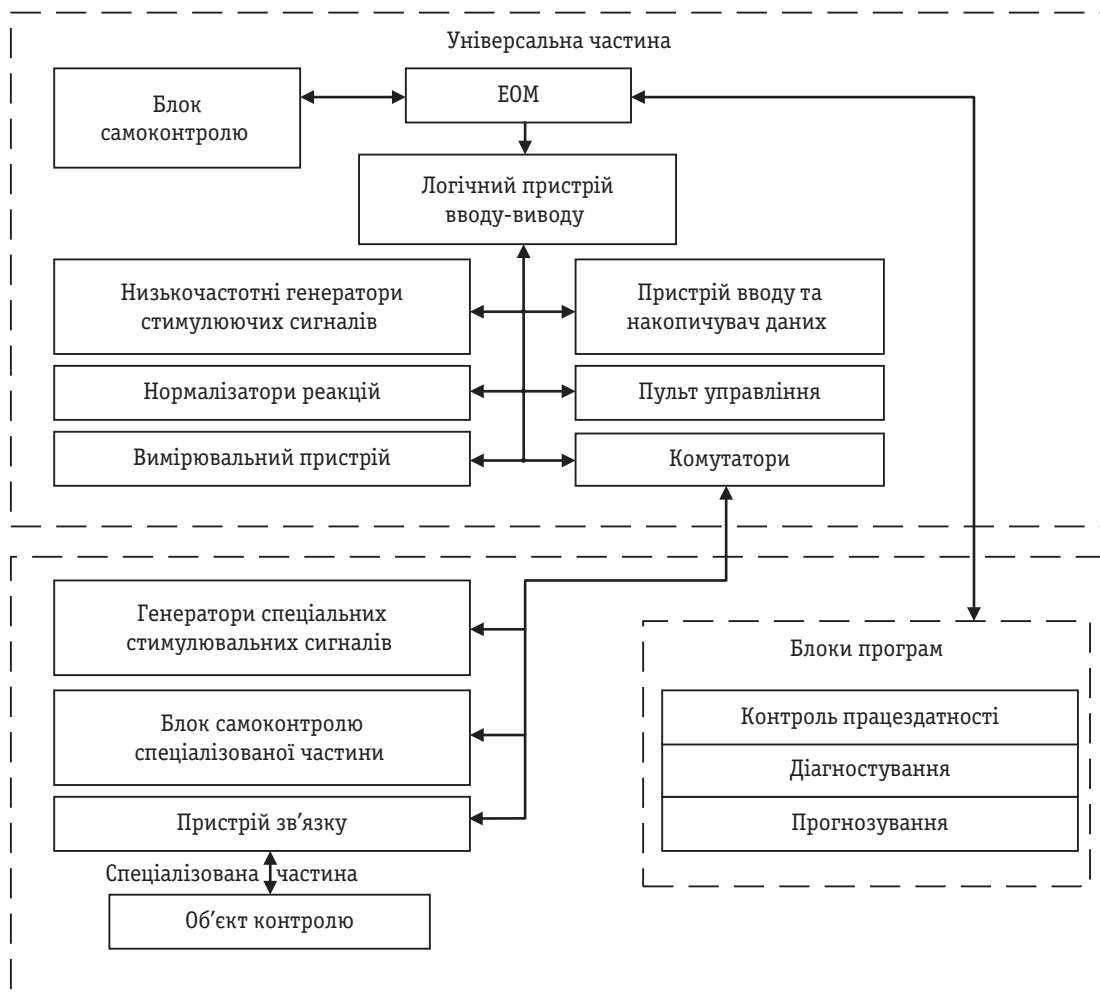 Універсальна частина
Блок
самоконтролю
ЕОМ
Логічний пристрій
вводу-виводу
Низькочастотні генератори
стимулюючих сигналів
Пристрій вводу та
накопичувач даних
Нормалізатори реакцій
Пульт управління
Вимірювальний пристрій
Комутатори
Генератори спеціальних
стимулювальних сигналів
Блоки програм
Блок самоконтролю
спеціалізованої частини
Контроль працездатності
Діагностування
Прогнозування
Пристрій зв’язку
Спеціалізована частина
Об’єкт контролю